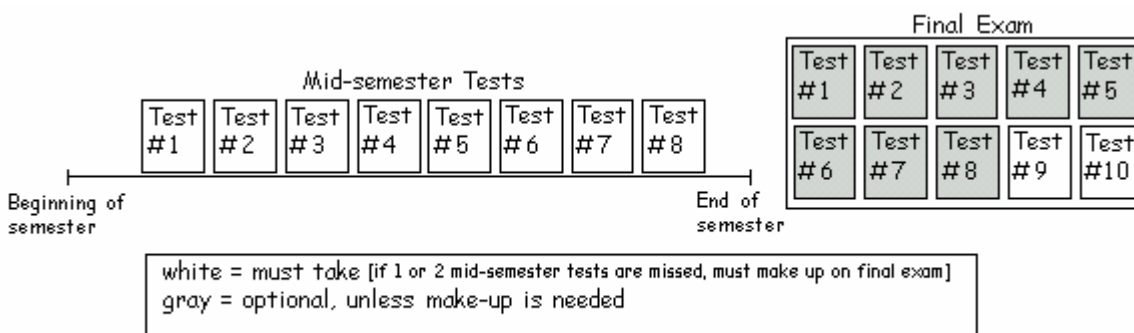 Final Exam
Mid-semester Tests
Test Test Test Test Test Test Test Test
#1 #2 #3 #4 #5 #6 #7 #8
Beginning of
semester
End of
semester
Test Test Test Test Test
#1 #2 #3 #4 #5
Test Test Test Test Test
#6 #7 #8 #9 #10
white = must take [if 1 or 2 mid-semester tests are missed, must make up on final exam]
gray = optional, unless make-up is needed